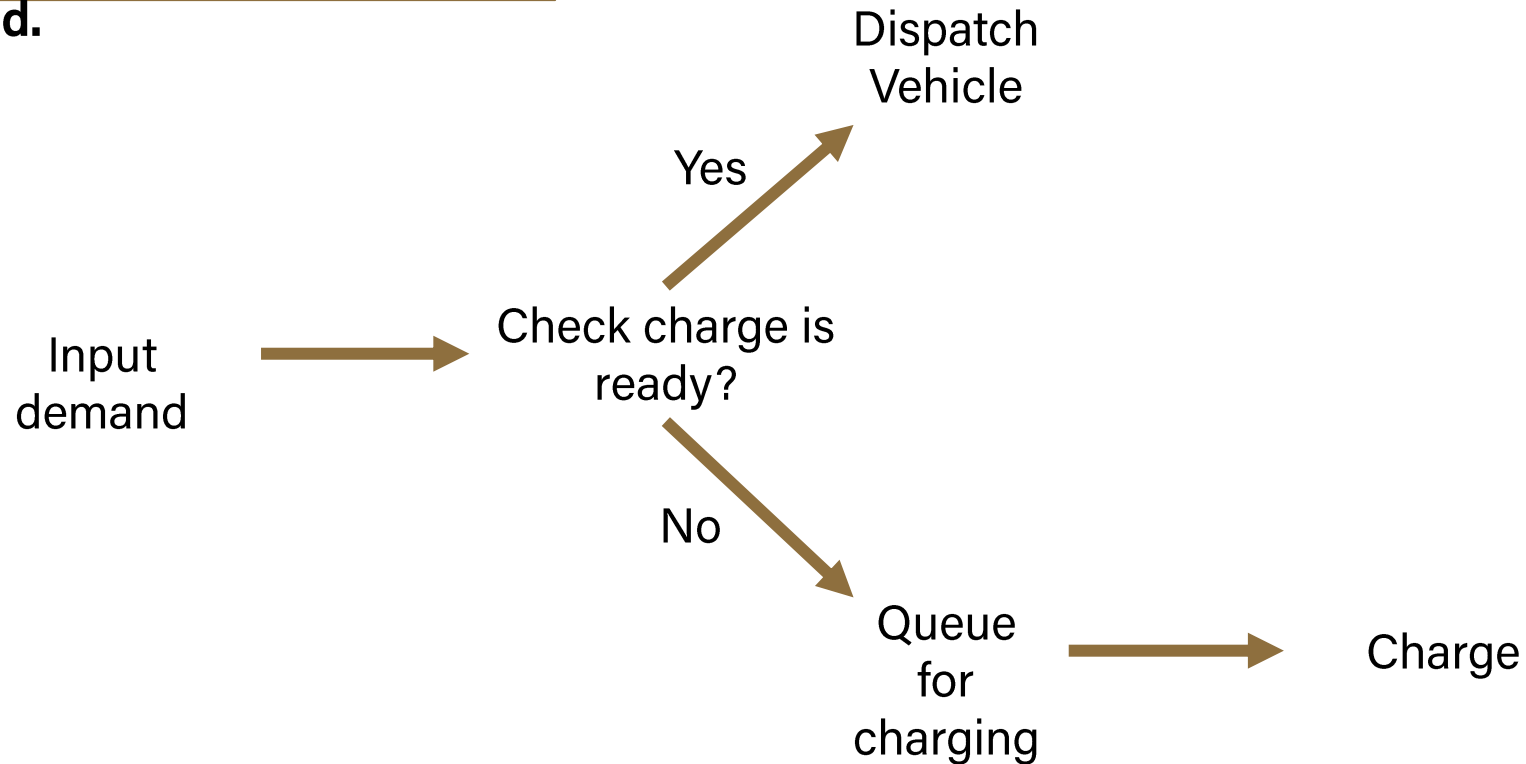 d.
Dispatch
Vehicle
Yes
Input
demand
Check charge is
ready?
No
Queue
for
charging
Charge